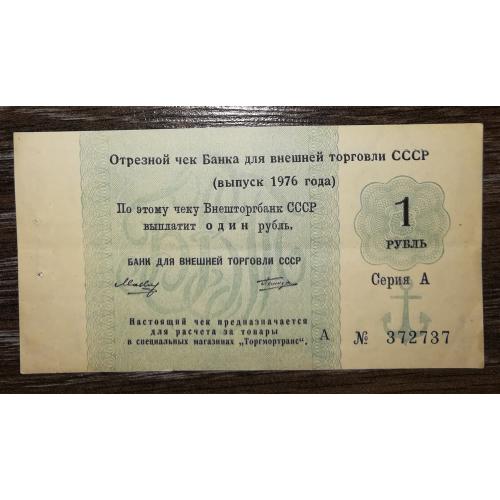 Отрезной чек Банка для внешней торговли СССР
(выпуск 1976 года)
По этому чеку Внешторгбанк СССР
выплатит один рубль.
1
РУБЛЬ
БАНК ДЛЯ ВНЕШНЕЙ ТОРГОВЛИ СССР
Серия А
Настоящий чек предназначается
для расчета за товары
в специальных магазинах „Торгмортранс".
А № 372737